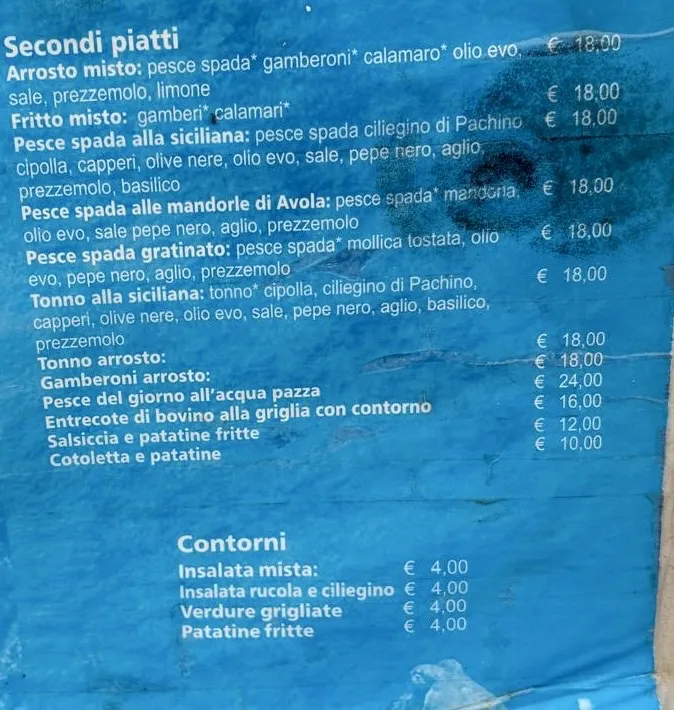 Secondi piatti
Arrosto misto: pesce spada* gamberoni* calamaro* olio evo, € 18,00
sale, prezzemolo, limone
Fritto misto: gamberi* calamari* € 18,00
Pesce spada alla siciliana: pesce spada ciliegino di Pachino € 18,00
cipolla, capperi, olive nere, olio evo, sale, pepe nero, aglio,
prezzemolo, basilico
Pesce spada alle mandorle di Avola: pesce spada* mandorla, € 18,00
olio evo, sale pepe nero, aglio, prezzemolo
Pesce spada gratinato: pesce spada* mollica tostata, olio € 18,00
evo, pepe nero, aglio, prezzemolo
Tonno alla siciliana: tonno* cipolla, ciliegino di Pachino, € 18,00
capperi, olive nere, olio evo, sale, pepe nero, aglio, basilico,
prezzemolo
Tonno arrosto: € 18,00
Gamberoni arrosto: € 18,00
Pesce del giorno all'acqua pazza € 24,00
Entrecote di bovino alla griglia con contorno € 16,00
Salsiccia e patatine fritte € 12,00
Cotoletta e patatine € 10,00
Contorni
Insalata mista: € 4,00
Insalata rucola e ciliegino € 4,00
Verdure grigliate € 4,00
Patatine fritte € 4,00